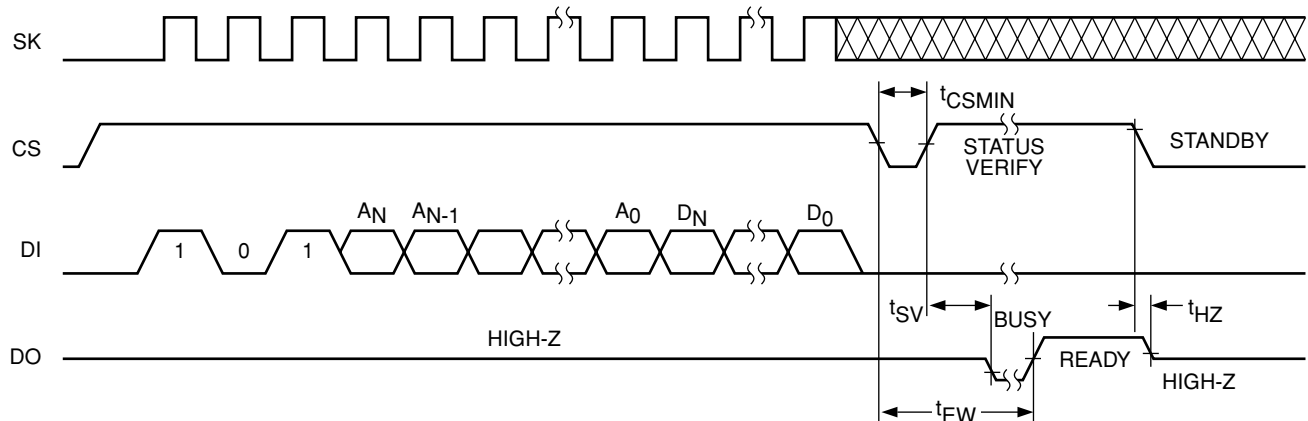 SK
tCSMIN
CS
STATUS
VERIFY
STANDBY
AN
AN-1
A0
DN
D0
DI
1
0
1
tSV
BUSY
tHZ
HIGH-Z
DO
READY
HIGH-Z
tEW